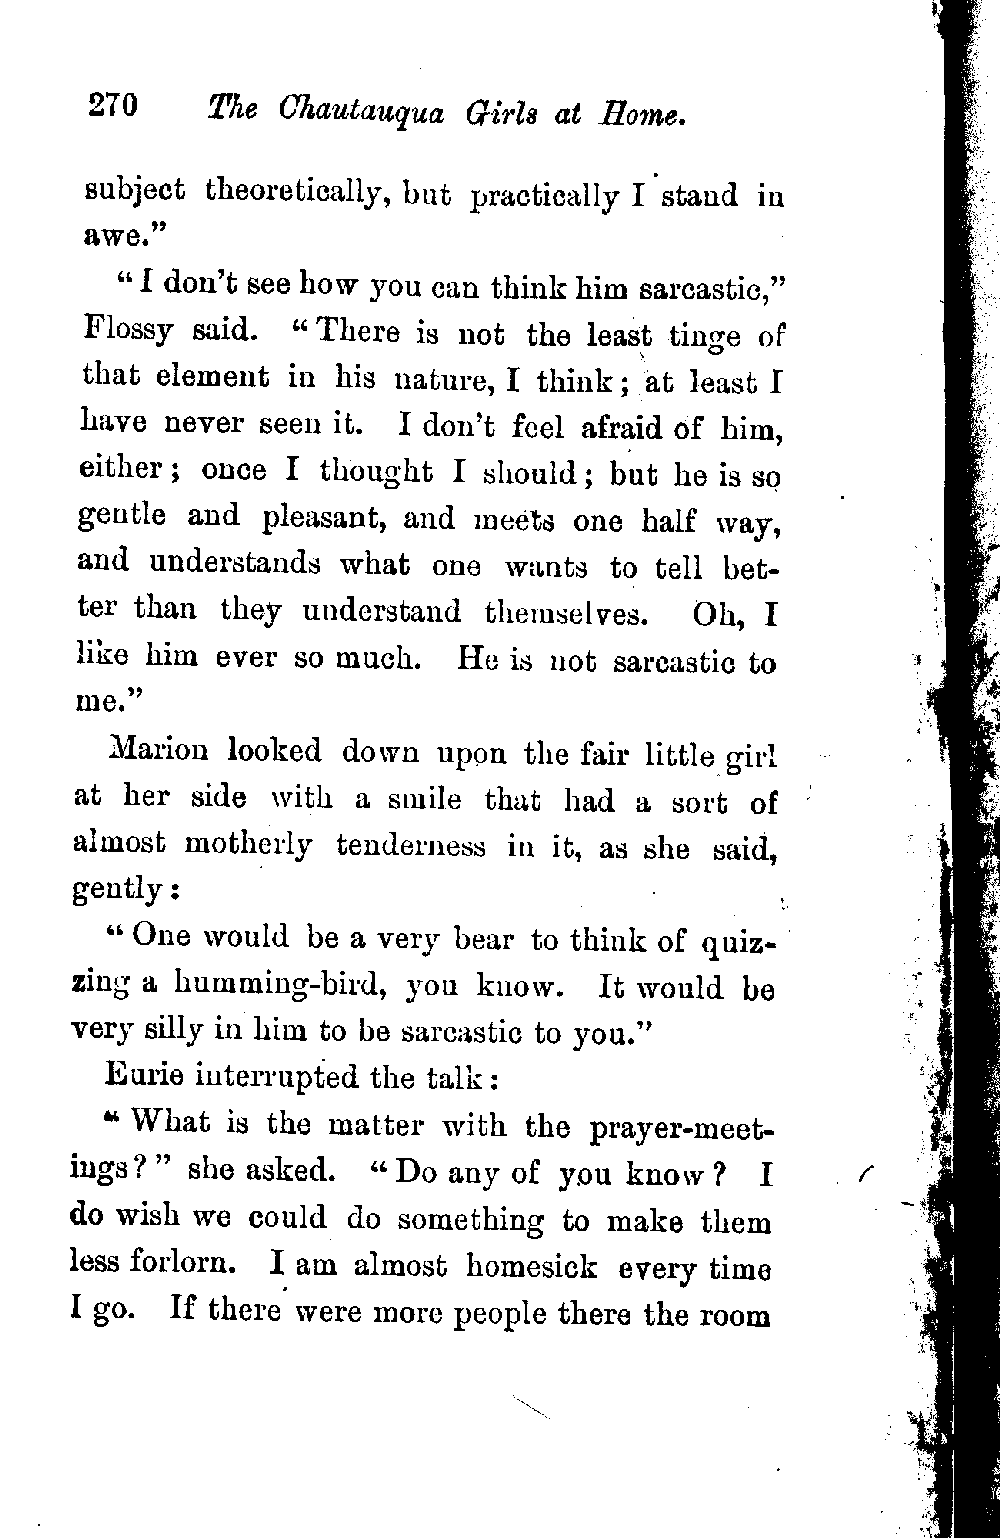 270 The Chautauqua Girls at Home.
subject theoretically, but practically I stand in
awe."
"I don't see how you can think him sarcastic,"
Flossy said. "There is not the least tinge of
that element in his nature, I think; at least I
have never seen it. I don't feel afraid of him,
either; once I thought I should; but he is so
gentle and pleasant, and meets one half way,
and understands what one wants to tell bet-
ter than they understand themselves. Oh, I
like him ever so much. He is not sarcastic to
me."
Marion looked down upon the fair little girl
at her side with a smile that had a sort of
almost motherly tenderness in it, as she said,
gently:
"One would be a very bear to think of quiz-
zing a humming-bird, you know. It would be
very silly in him to be sarcastic to you."
Eurie interrupted the talk:
"What is the matter with the prayer-meet-
ings?" she asked. "Do any of you know? I
do wish we could do something to make them
less forlorn. I am almost homesick every time
I go. If there were more people there the room